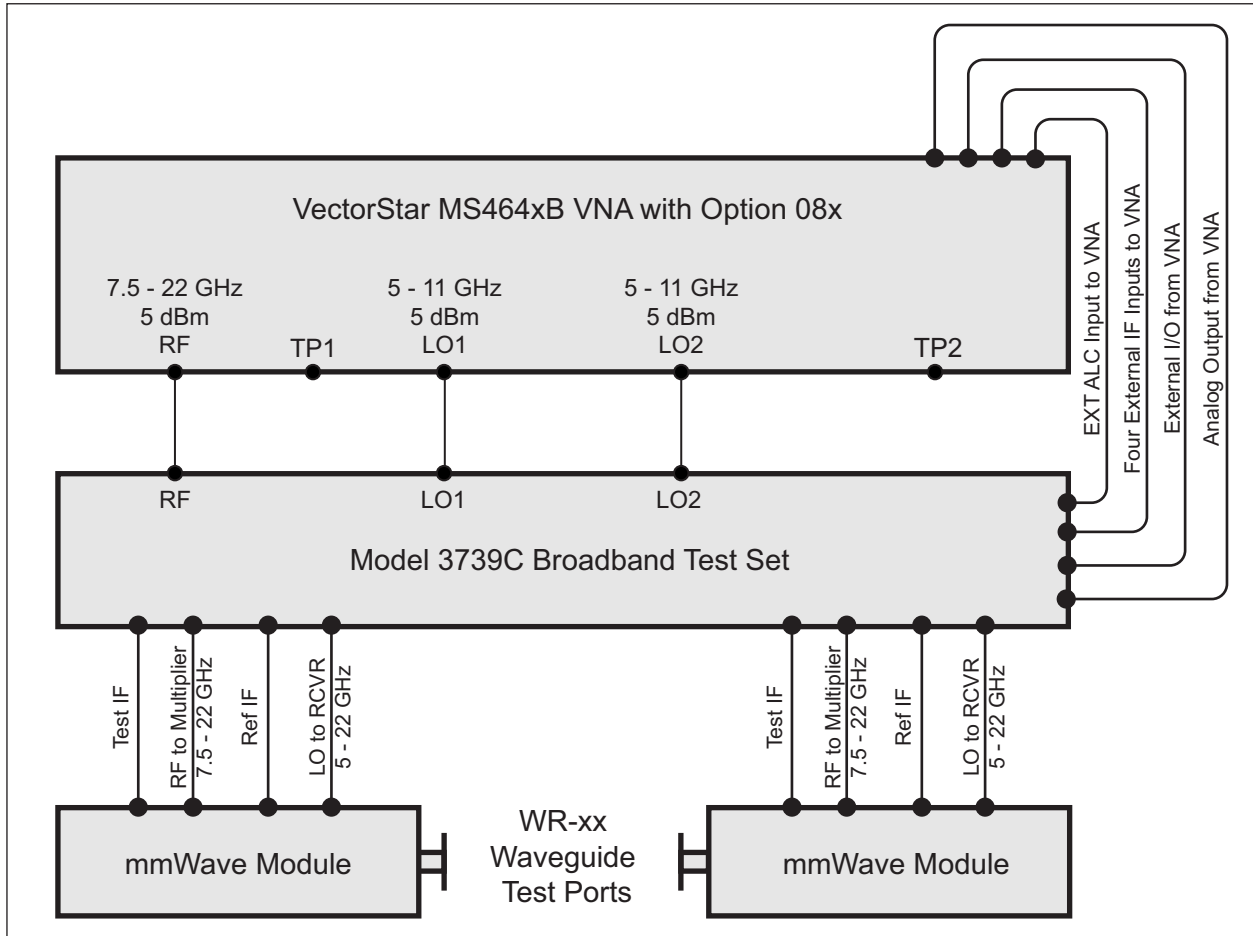 VectorStar MS464xB VNA with Option 08x
7.5 - 22 GHz
5 dBm
RF
TP1
5 - 11 GHz
5 dBm
LO1
5 - 11 GHz
5 dBm
LO2
TP2
EXT ALC Input to VNA
Four External IF Inputs to VNA
External I/O from VNA
Analog Output from VNA
RF
LO1
LO2
Model 3739C Broadband Test Set
Test IF
RF to Multiplier
7.5 - 22 GHz
Ref IF
LO to RCVR
5 - 22 GHz
Test IF
RF to Multiplier
7.5 - 22 GHz
Ref IF
LO to RCVR
5 - 22 GHz
mmWave Module
WR-xx
Waveguide
Test Ports
mmWave Module